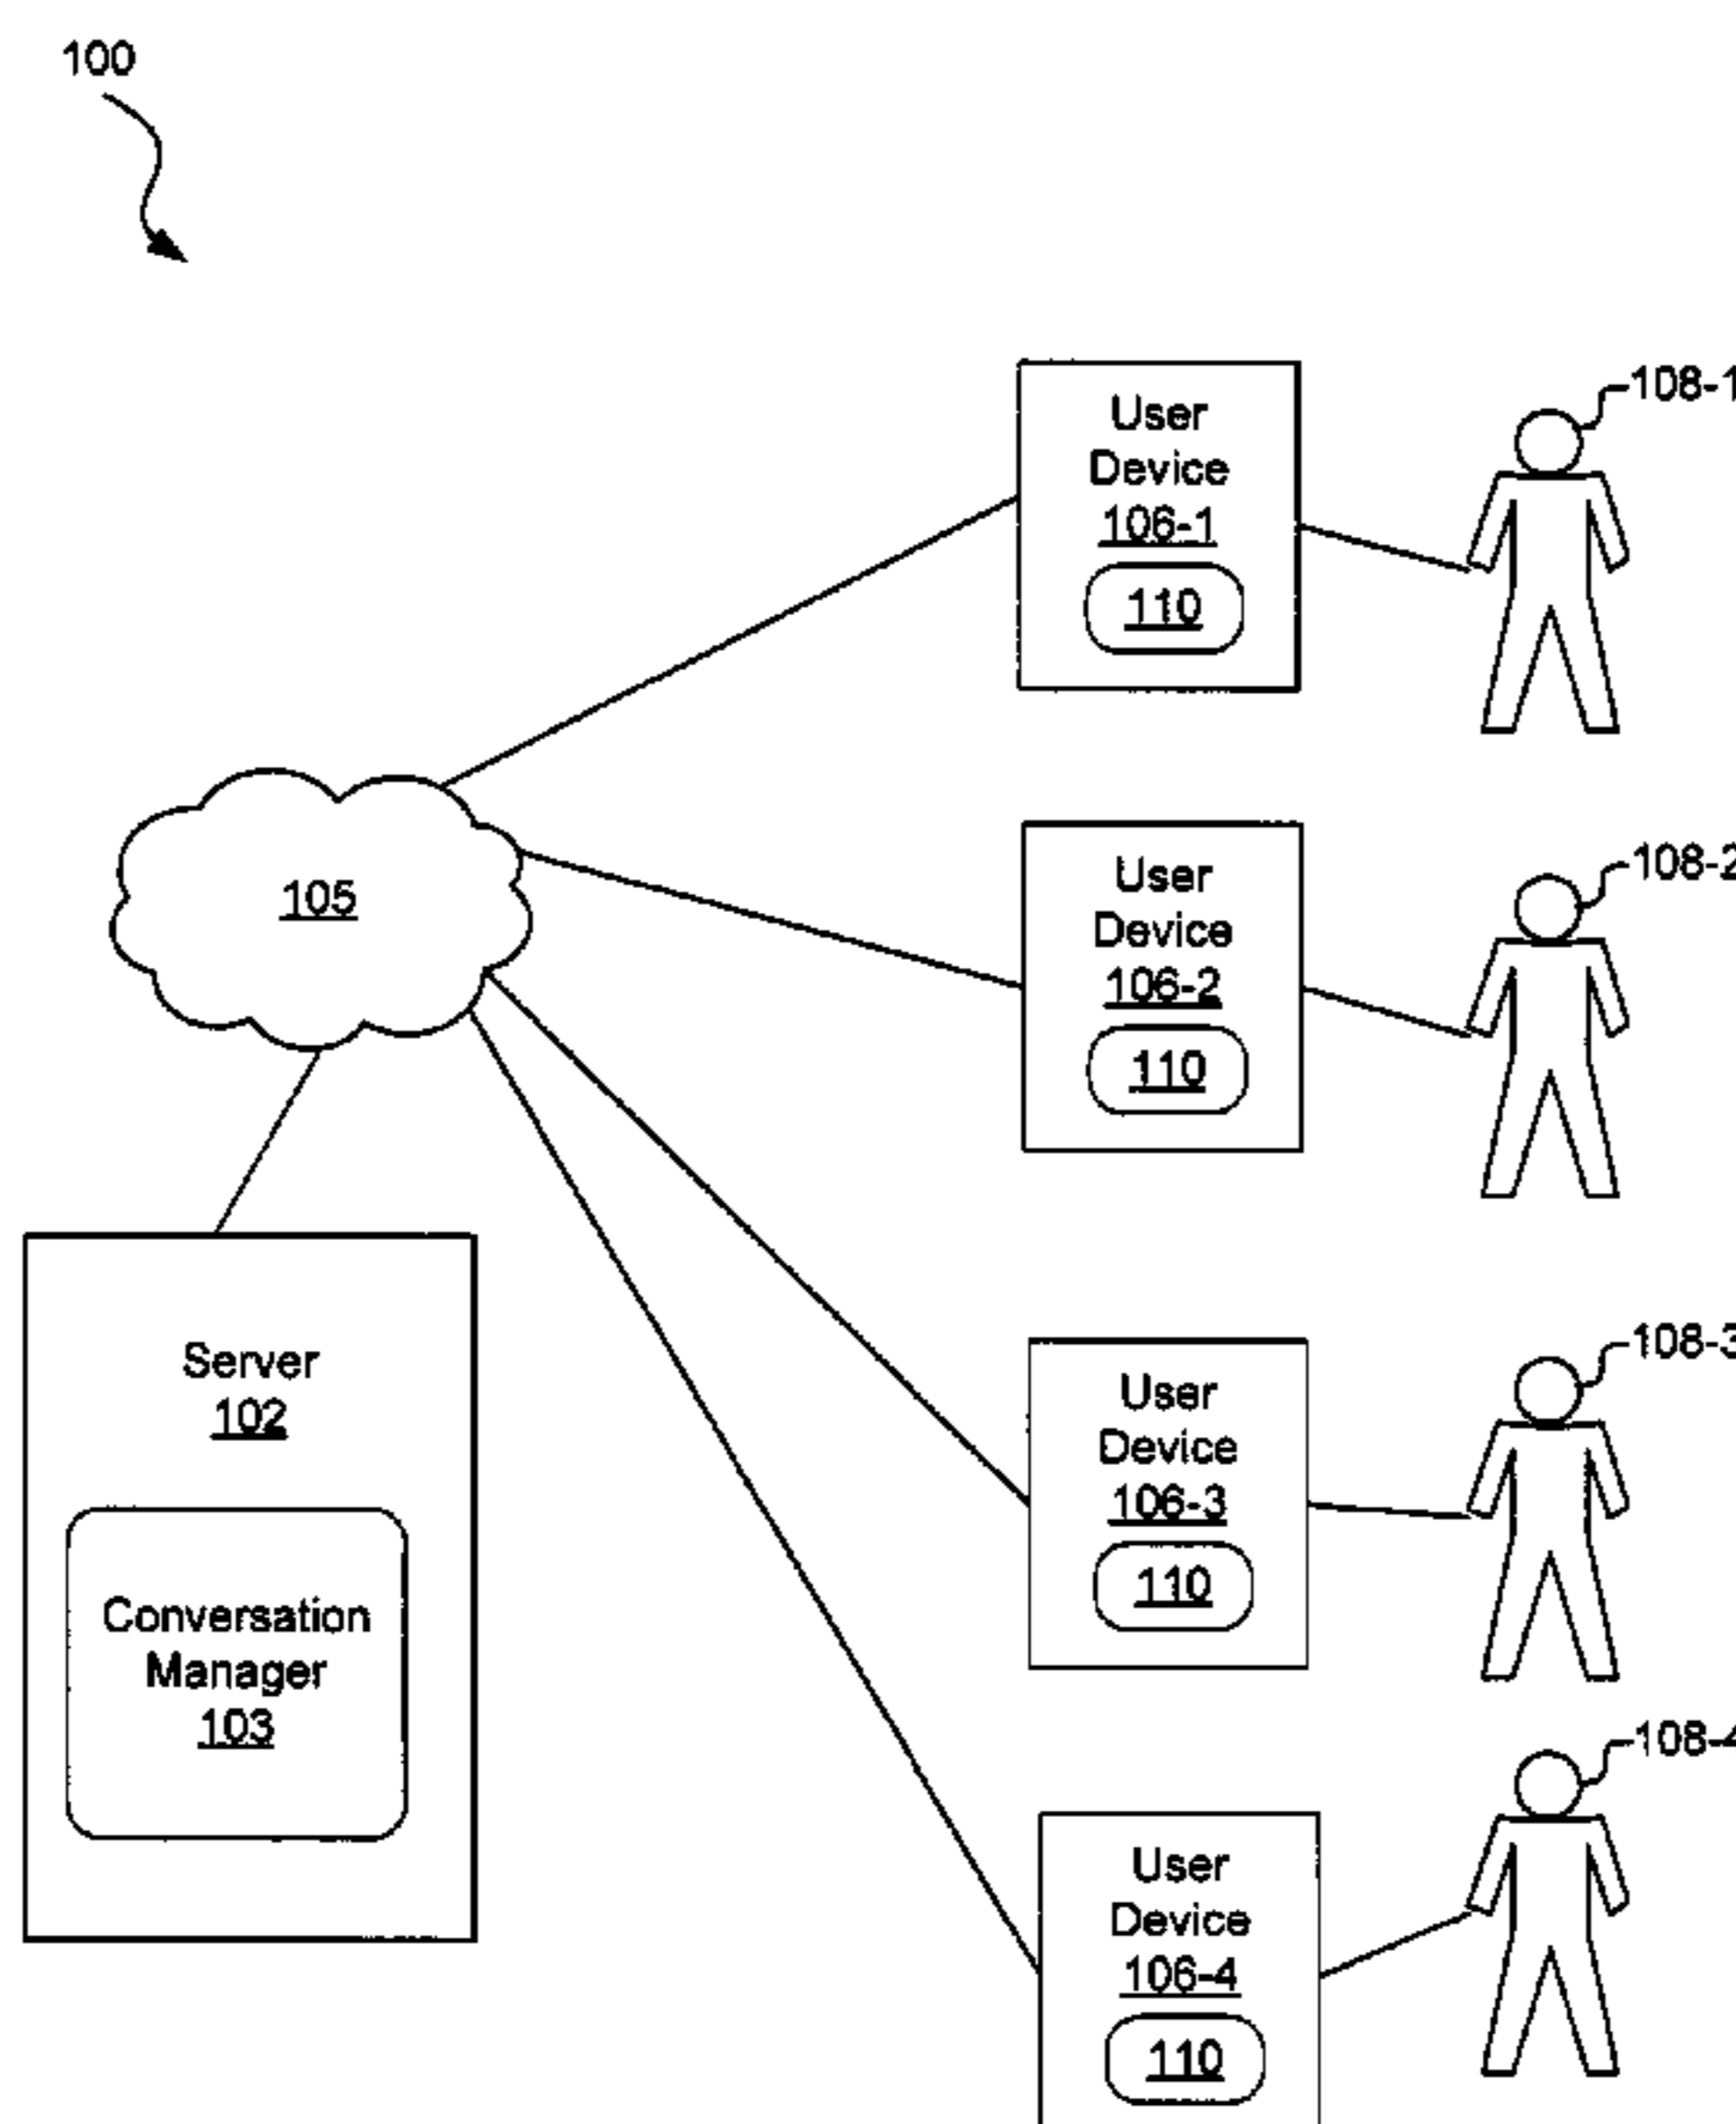 100
User
Device
106-1
110
108-1
105
User
Device
106-2
110
108-2
Server
102
Conversation
Manager
103
User
Device
106-3
110
108-3
User
Device
106-4
110
108-4